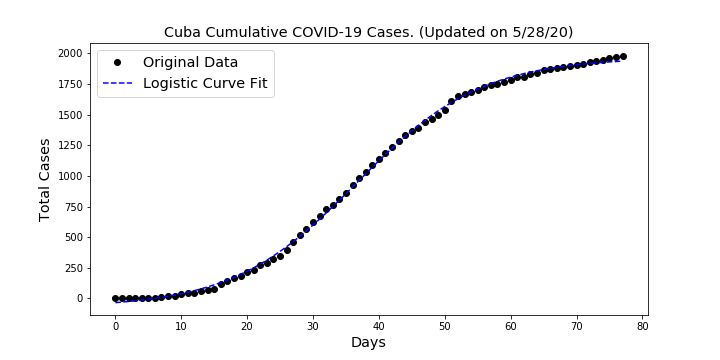 Cuba Cumulative COVID-19 Cases. (Updated on 5/28/20)
Original Data
Logistic Curve Fit
Total Cases
2000
1750
1500
1250
1000
750
500
250
0
0 10 20 30 40 50 60 70 80
Days